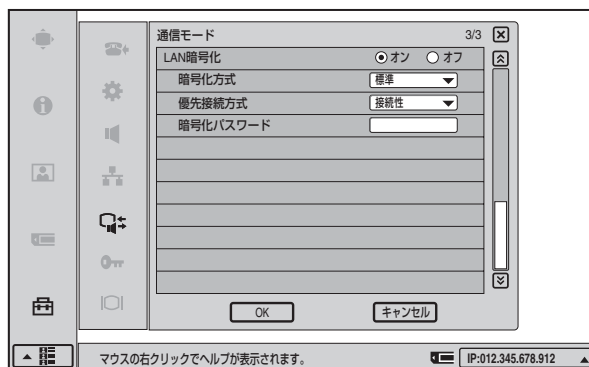 通信モード 3/3
LAN暗号化 オン オフ
暗号化方式 標準
優先接続方式 接続性
暗号化パスワード
OK キャンセル
マウスの右クリックでヘルプが表示されます。 IP:012.345.678.912